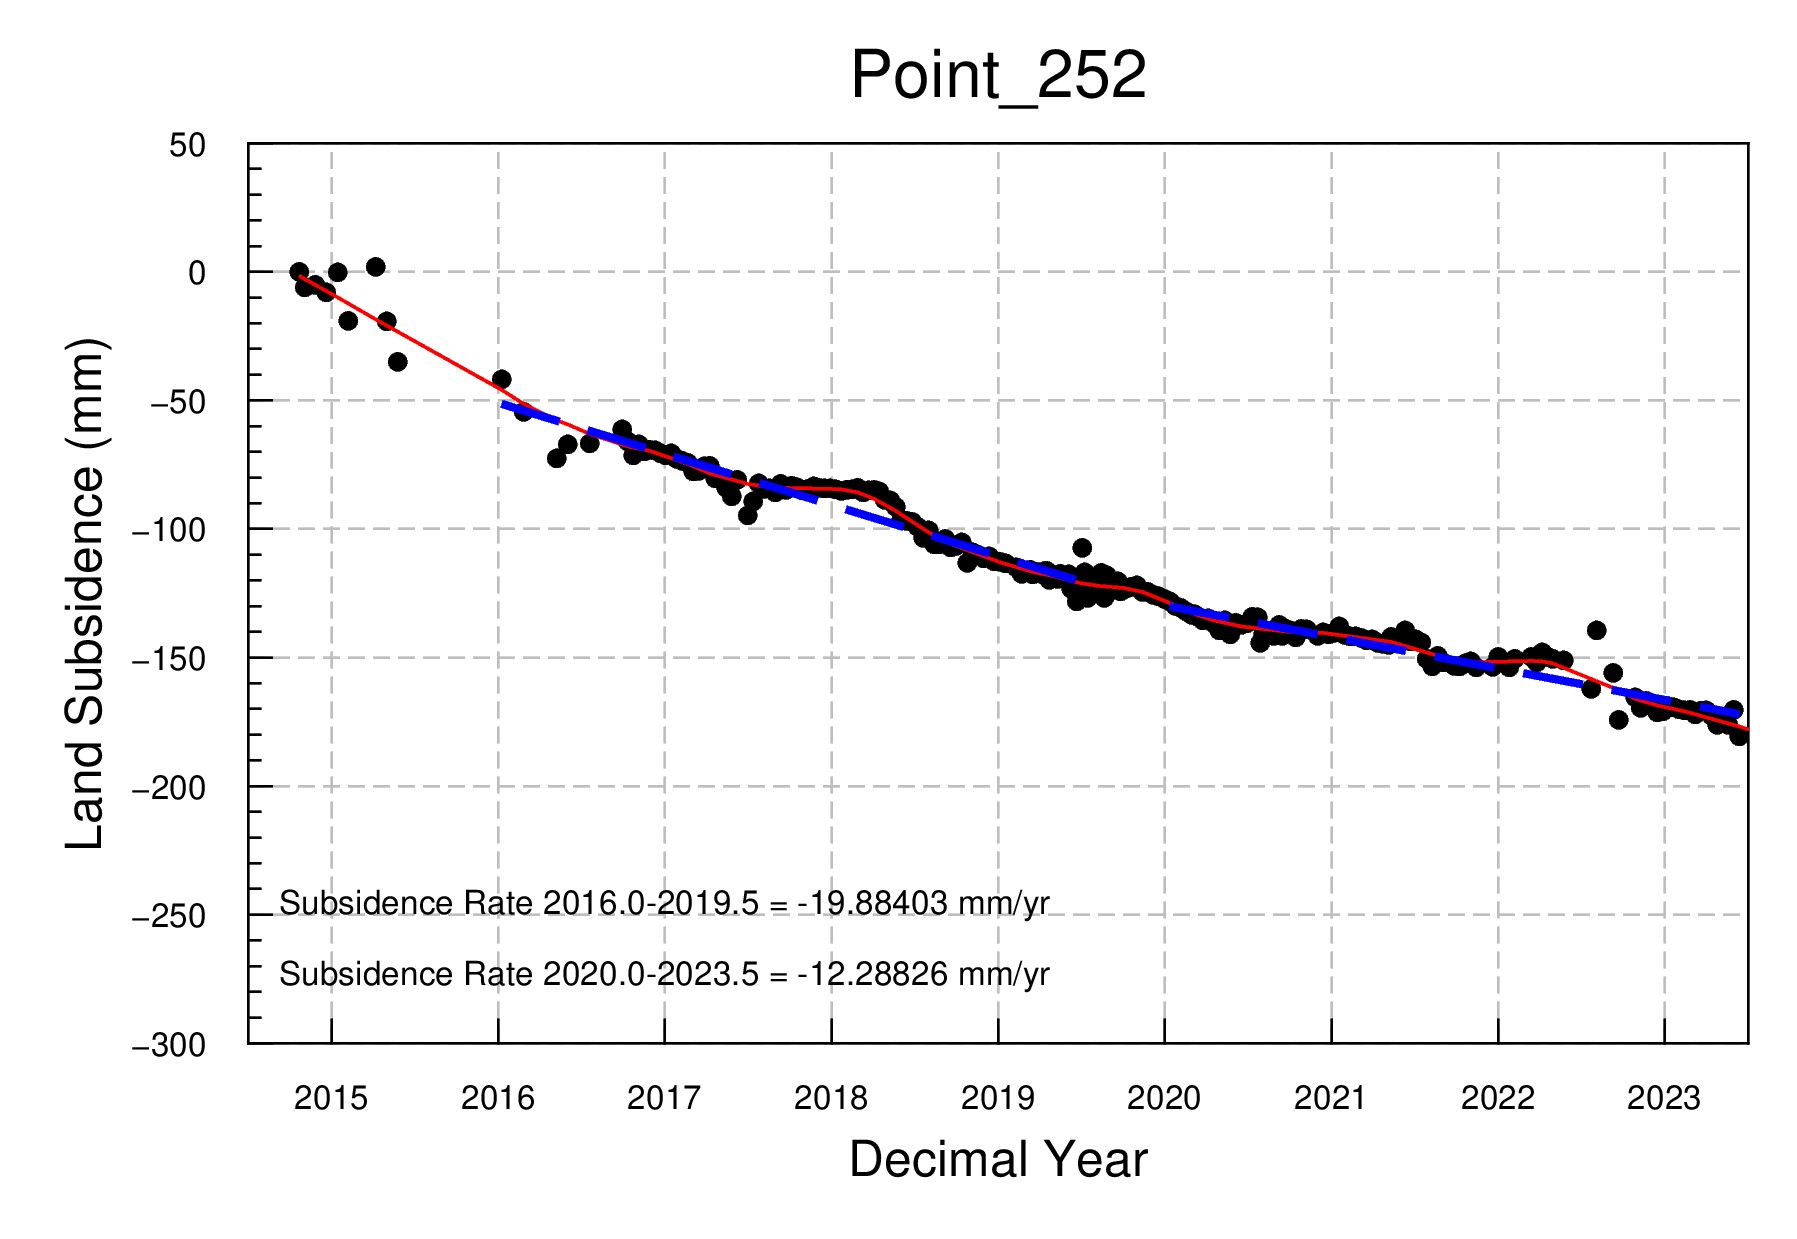 Point_252
50
0
−50
−100
−150
−200
−250
−300
Land Subsidence (mm)
Subsidence Rate 2016.0-2019.5 = -19.88403 mm/yr
Subsidence Rate 2020.0-2023.5 = -12.28826 mm/yr
2015 2016 2017 2018 2019 2020 2021 2022 2023
Decimal Year